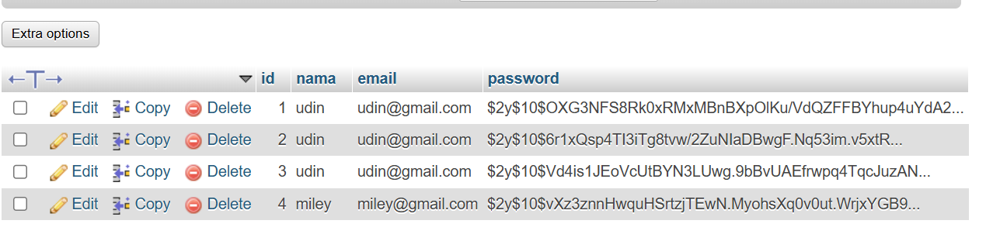 Extra options
id nama email password
Edit Copy Delete 1 udin udin@gmail.com $2y$10$OXG3NFS8Rk0xRMxMBnBXpOlKu/VdQZFFBYhup4uYdA2...
Edit Copy Delete 2 udin udin@gmail.com $2y$10$6r1xQsp4TI3iTg8tvw/2ZuNIaDBwgF.Nq53im.v5xtR...
Edit Copy Delete 3 udin udin@gmail.com $2y$10$Vd4is1JEoVcUtBYN3LUwg.9bBvUAEfrwpq4TqcJuzAN...
Edit Copy Delete 4 miley miley@gmail.com $2y$10$vXz3znnHwquHSrtzjTEwN.MyohsXq0v0ut.WrjxYGB9...